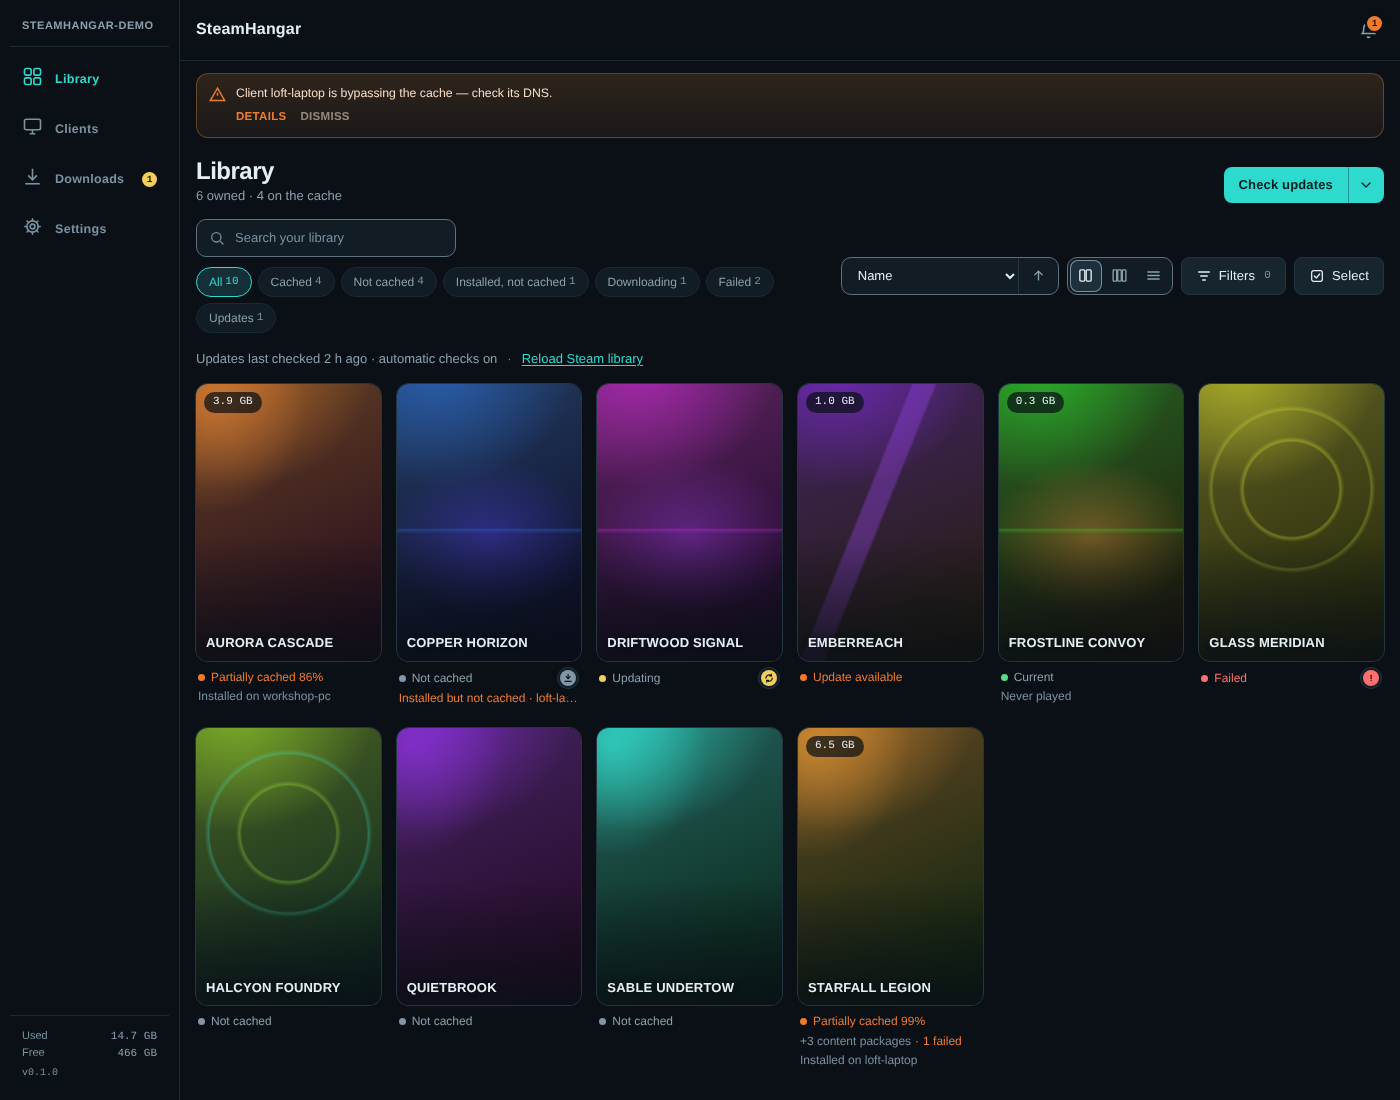 STEAMHANGAR-DEMO
Library
Clients
Downloads 1
Settings
Used 14.7 GB
Free 466 GB
v0.1.0
SteamHangar
1
Client loft-laptop is bypassing the cache — check its DNS.
DETAILS DISMISS
Library
6 owned · 4 on the cache
Check updates
Search your library
All 10 Cached 4 Not cached 4 Installed, not cached 1 Downloading 1 Failed 2
Updates 1
Name
Filters 0
Select
Updates last checked 2 h ago · automatic checks on · Reload Steam library
3.9 GB
AURORA CASCADE
Partially cached 86%
Installed on workshop-pc
COPPER HORIZON
Not cached
Installed but not cached · loft-la…
DRIFTWOOD SIGNAL
Updating
1.0 GB
EMBERREACH
Update available
0.3 GB
FROSTLINE CONVOY
Current
Never played
GLASS MERIDIAN
Failed
HALCYON FOUNDRY
Not cached
QUIETBROOK
Not cached
SABLE UNDERTOW
Not cached
6.5 GB
STARFALL LEGION
Partially cached 99%
+3 content packages · 1 failed
Installed on loft-laptop